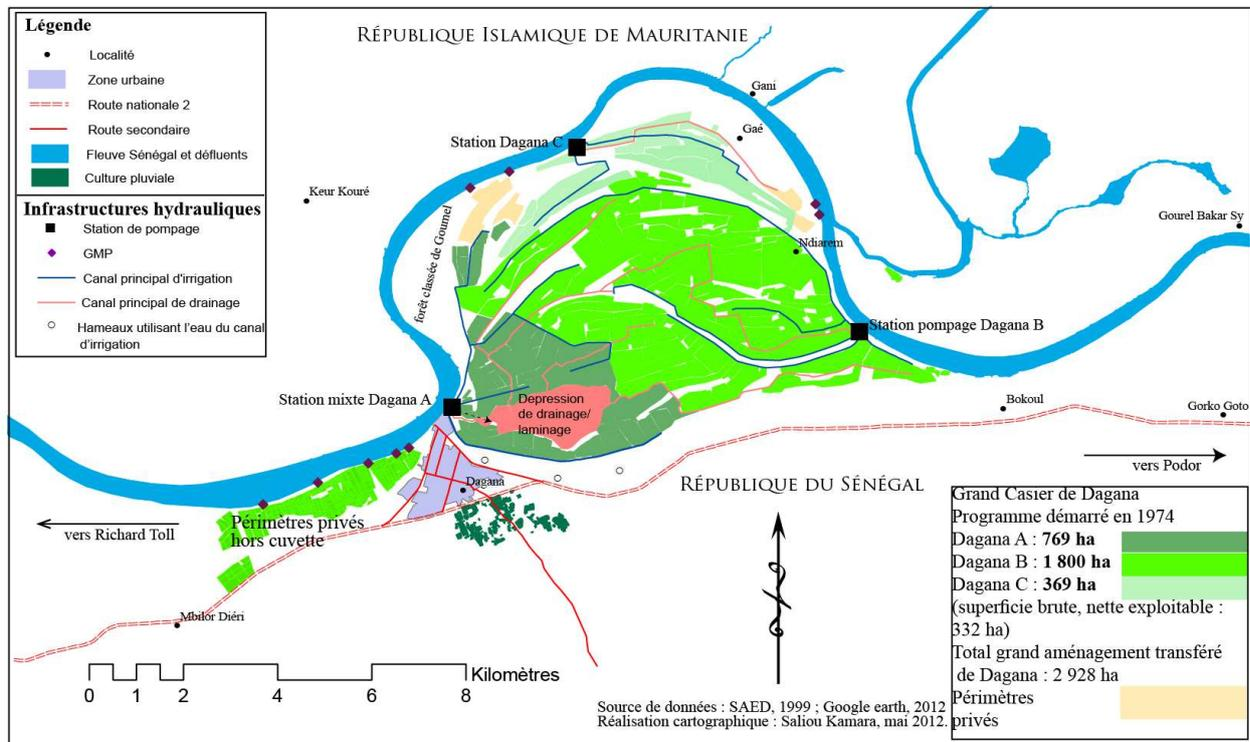 Légende
Localité
Zone urbaine
Route nationale 2
Route secondaire
Fleuve Sénégal et défluents
Culture pluviale
Infrastructures hydrauliques
Station de pompage
GMP
Canal principal d'irrigation
Canal principal de drainage
Hameaux utilisant l'eau du canal
d'irrigation
République Islamique de Mauritanie
Gani
Gaé
Station Dagana C
Keur Kouré
forêt classée de Goumel
Ndiarem
Gourel Bakar Sy
Station pompage Dagana B
Station mixte Dagana A
Depression
de drainage/
laminage
Bokoul
Gorko Goto
vers Podor
République du Sénégal
Dagana
Périmètres privés
hors cuvette
vers Richard Toll
Mbilor Diéri
0 1 2 4 6 8
Kilomètres
Source de données : SAED, 1999 ; Google earth, 2012
Réalisation cartographique : Saliou Kamara, mai 2012.
Grand Casier de Dagana
Programme démarré en 1974
Dagana A : 769 ha
Dagana B : 1 800 ha
Dagana C : 369 ha
(superficie brute, nette exploitable :
332 ha)
Total grand aménagement transféré
de Dagana : 2 928 ha
Périmètres
privés